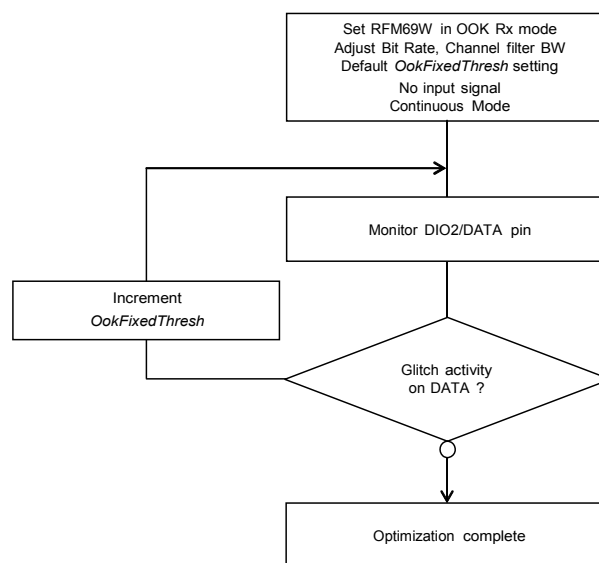 Set RFM69W in OOK Rx mode
Adjust Bit Rate, Channel filter BW
Default OokFixedThresh setting
No input signal
Continuous Mode
Monitor DIO2/DATA pin
Increment
OokFixedThresh
Glitch activity
on DATA ?
Optimization complete